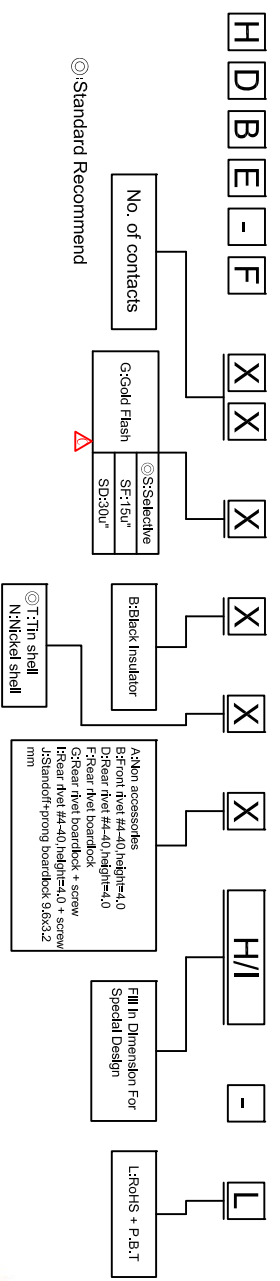 H D B E - F X X X X X X H/I - L
No. of contacts
G:Gold Flash
◎S:Selective
SF:15u"
SD:30u"
B:Black Insulator
◎T:Tin shell
N:Nickel shell
A:Non accessories
B:Front rivet #4-40,height=4.0
D:Rear rivet #4-40,height=4.0
F:Rear rivet boardlock
G:Rear rivet boardlock + screw
I:Rear rivet #4-40,height=4.0 + screw
J:Standoff+prong boardlock 9.6x3.2
mm
Fill In Dimension For
Special Design
L:RoHS + P.B.T
◎:Standard Recommend